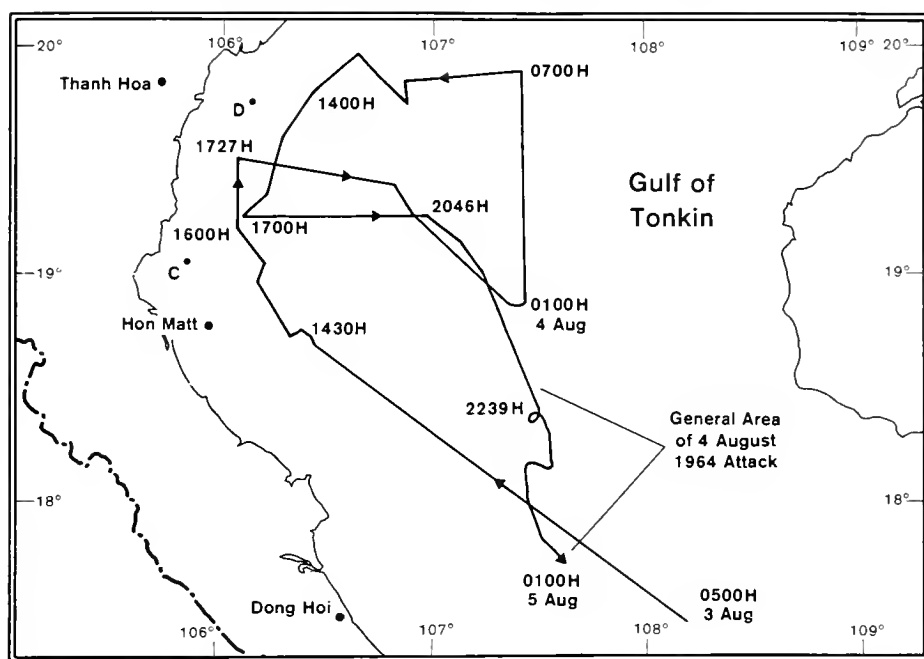 106°
107°
108°
109°
20°
20°
Thanh Hoa
D
1400H
0700H
1727H
Gulf of
Tonkin
2046H
1600H
1700H
C
19°
19°
0100H
4 Aug
Hon Matt
1430H
2239H
General Area
of 4 August
1964 Attack
18°
18°
0100H
5 Aug
0500H
3 Aug
Dong Hoi
106°
107°
108°
109°